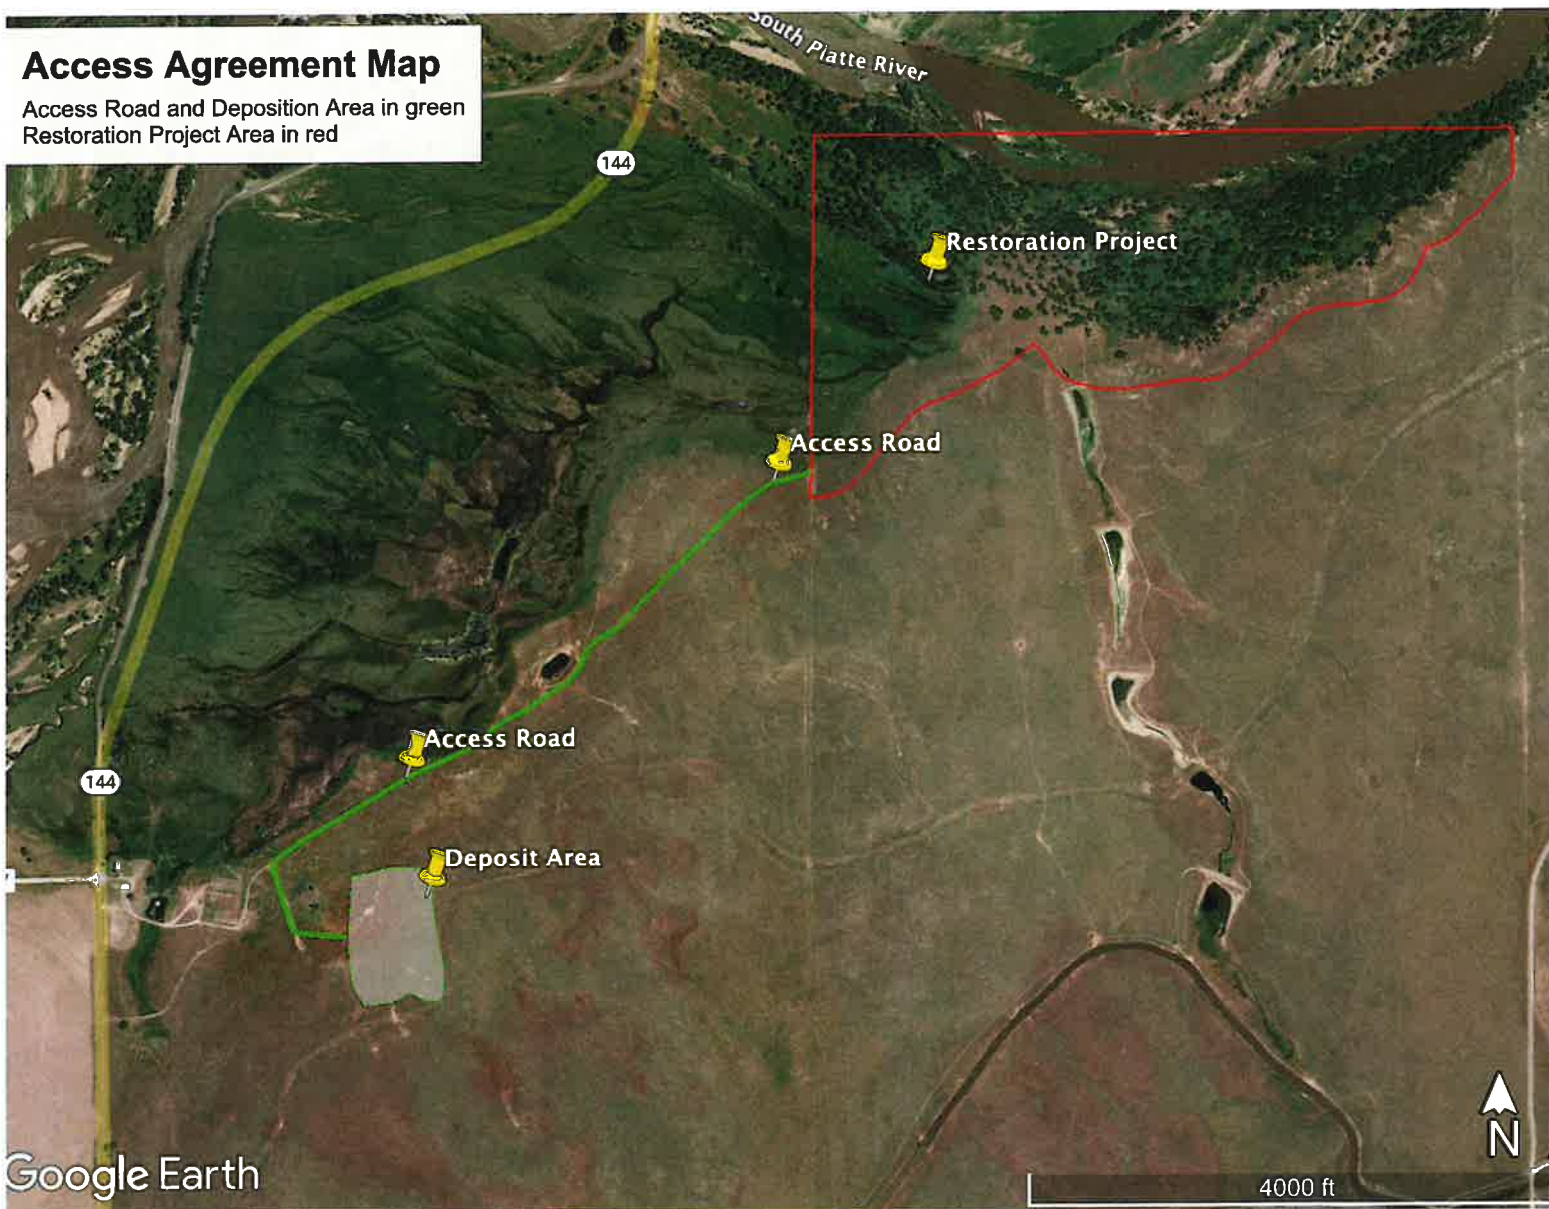 Access Agreement Map
Access Road and Deposition Area in green
Restoration Project Area in red
South Platte River
144
Restoration Project
Access Road
Access Road
144
Deposit Area
N
Google Earth
4000 ft